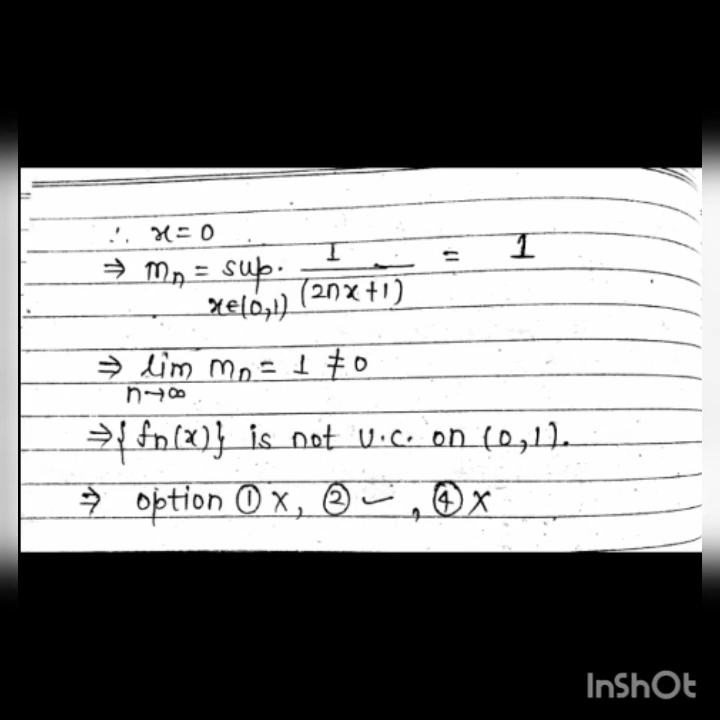 ∴ x = 0
⇒ Mₙ = sup. 1/(2nx+1) = 1
x∈(0,1)
⇒ lim Mₙ = 1 ≠ 0
n→∞
⇒ {fn(x)} is not U.C. on (0,1).
⇒ option ① X, ② ✓, ④ X
InShOt